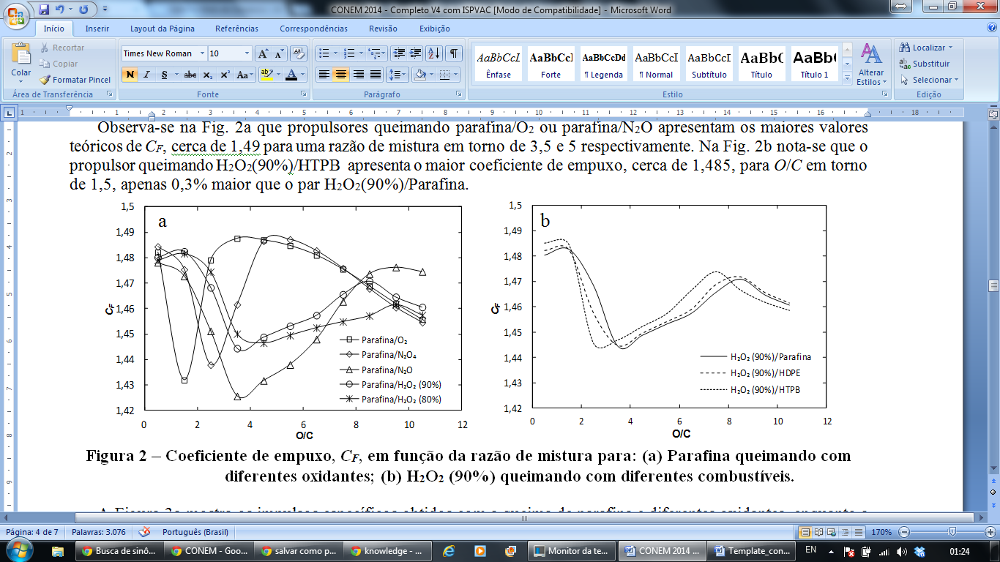 CONEM 2014 - Completo V4 com ISPVAC [Modo de Compatibilidade] - Microsoft Word
Início Inserir Layout da Página Referências Correspondências Revisão Exibição
Colar
Recortar
Copiar
Formatar Pincel
Área de Transferência
Times New Roman 10
N I S abc x₂ x² Aa
Fonte
Parágrafo
AaBbCcL AaBbCcI AaBbCcDd AaBbCcI AaBbCcI AaBbC AaBb
Ênfase Forte ¶ Legenda ¶ Normal Subtítulo Título Título 1
Alterar Estilos
Estilo
Localizar
Substituir
Selecionar
Edição
1 1 2 3 4 5 6 7 8 9 10 11 12 13 14 15 16 18
Observa-se na Fig. 2a que propulsores queimando parafina/O₂ ou parafina/N₂O apresentam os maiores valores
teóricos de CF, cerca de 1,49 para uma razão de mistura em torno de 3,5 e 5 respectivamente. Na Fig. 2b nota-se que o
propulsor queimando H₂O₂(90%)/HTPB apresenta o maior coeficiente de empuxo, cerca de 1,485, para O/C em torno
de 1,5, apenas 0,3% maior que o par H₂O₂(90%)/Parafina.
a
1,5
1,49
1,48
1,47
1,46
1,45
1,44
1,43
1,42
CF
0 2 4 6 8 10 12
O/C
Parafina/O₂
Parafina/N₂O₄
Parafina/N₂O
Parafina/H₂O₂ (90%)
Parafina/H₂O₂ (80%)
b
1,5
1,49
1,48
1,47
1,46
1,45
1,44
1,43
1,42
CF
0 2 4 6 8 10 12
O/C
H₂O₂ (90%)/Parafina
H₂O₂ (90%)/HDPE
H₂O₂ (90%)/HTPB
Figura 2 – Coeficiente de empuxo, CF, em função da razão de mistura para: (a) Parafina queimando com
diferentes oxidantes; (b) H₂O₂ (90%) queimando com diferentes combustíveis.
A Figura 3a mostra os impulsos específicos obtidos com a queima de parafina e diferentes oxidantes, enquanto a
Página: 4 de 7 Palavras: 3.076 Português (Brasil) 170%
Busca de sinô... CONEM - Goo... salvar como p... knowledge - ... Monitor da te... CONEM 2014 ... Template_con... EN 01:24